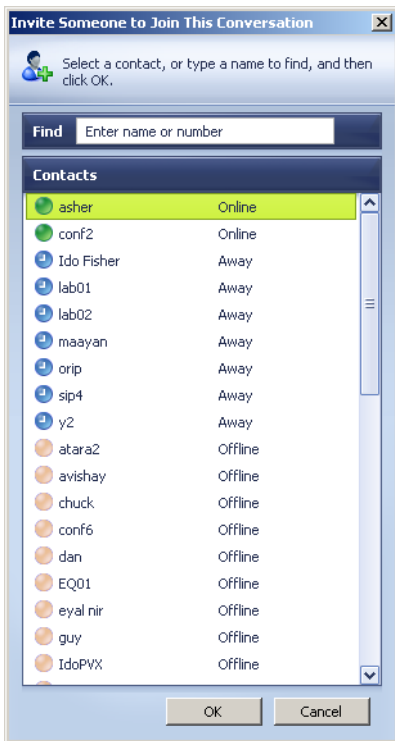 Invite Someone to Join This Conversation
Select a contact, or type a name to find, and then
click OK.
Find Enter name or number
Contacts
asher Online
conf2 Online
Ido Fisher Away
lab01 Away
lab02 Away
maayan Away
orip Away
sip4 Away
y2 Away
atara2 Offline
avishay Offline
chuck Offline
conf6 Offline
dan Offline
EQ01 Offline
eyal nir Offline
guy Offline
IdoPVX Offline
OK Cancel